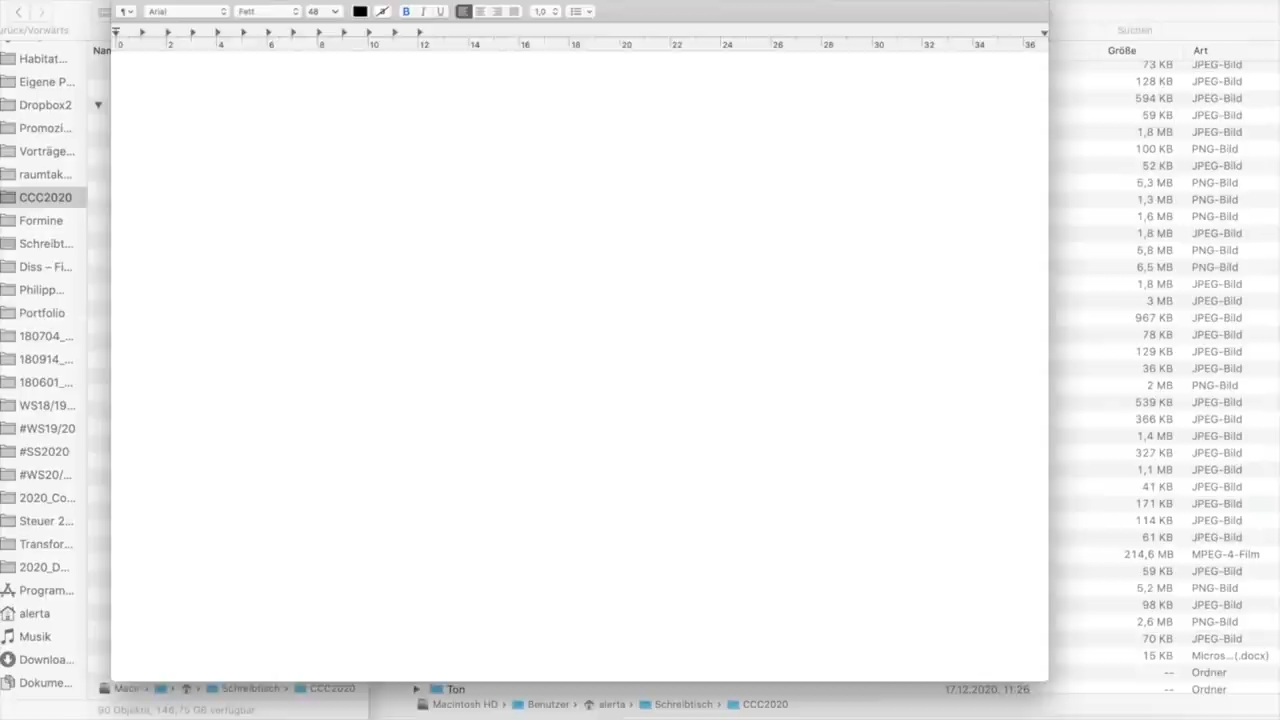 Arial Fett 48 B I U 1,0
0 2 4 6 8 10 12 14 16 18 20 22 24 26 28 30 32 34 36
urück/Vorwärts
Suchen
Nam
Größe Art
Habitat...
Eigene P...
Dropbox2
Promozi...
Vorträge...
raumtak...
CCC2020
Formine
Schreibt...
Diss – Fi...
Philipp...
Portfolio
180704_...
180914_...
180601_...
WS18/19...
#WS19/20
#SS2020
#WS20/...
2020_Co...
Steuer 2...
Transfor...
2020_D...
Program...
alerta
Musik
Downloa...
Dokume...
73 KB JPEG-Bild
128 KB JPEG-Bild
594 KB JPEG-Bild
59 KB JPEG-Bild
1,8 MB JPEG-Bild
100 KB PNG-Bild
52 KB JPEG-Bild
5,3 MB PNG-Bild
1,3 MB PNG-Bild
1,6 MB PNG-Bild
1,8 MB JPEG-Bild
5,8 MB PNG-Bild
6,5 MB PNG-Bild
1,8 MB JPEG-Bild
3 MB JPEG-Bild
967 KB JPEG-Bild
78 KB JPEG-Bild
129 KB JPEG-Bild
36 KB JPEG-Bild
2 MB PNG-Bild
539 KB JPEG-Bild
366 KB JPEG-Bild
1,4 MB JPEG-Bild
327 KB JPEG-Bild
1,1 MB JPEG-Bild
41 KB JPEG-Bild
171 KB JPEG-Bild
114 KB JPEG-Bild
61 KB JPEG-Bild
214,6 MB MPEG-4-Film
59 KB JPEG-Bild
5,2 MB PNG-Bild
98 KB JPEG-Bild
2,6 MB PNG-Bild
70 KB JPEG-Bild
15 KB Micros...(.docx)
-- Ordner
Ton 17.12.2020, 11:26 -- Ordner
Macin Schreibtisch CCC2020
Macintosh HD Benutzer alerta Schreibtisch CCC2020
90 Objekte, 146,75 GB verfügbar